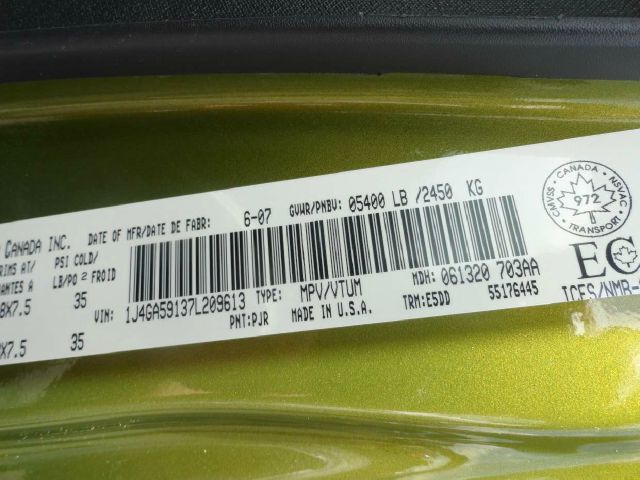 CANADA INC. DATE OF MFR/DATE DE FABR: 6-07 GVWR/PNBV: 05400 LB /2450 KG
RIMS AT/ PSI COLD/
ANTES A LB/PO 2 FROID
8X7.5 35
VIN: 1J4GA59137L209613 TYPE: MPV/VTUM MDH: 061320 703AA
X7.5 35
PNT:PJR MADE IN U.S.A. TRM:E5DD 55176445
CANADA
CMVSS NSVAC
972
TRANSPORT
EC
ICES/NMB-